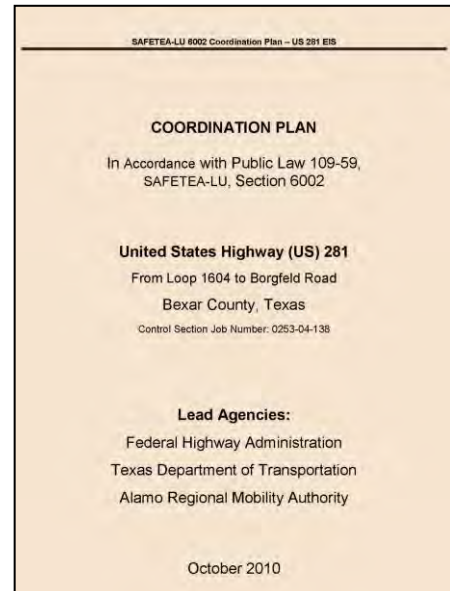 SAFETEA-LU 6002 Coordination Plan – US 281 EIS
COORDINATION PLAN
In Accordance with Public Law 109-59,
SAFETEA-LU, Section 6002
United States Highway (US) 281
From Loop 1604 to Borgfeld Road
Bexar County, Texas
Control Section Job Number: 0253-04-138
Lead Agencies:
Federal Highway Administration
Texas Department of Transportation
Alamo Regional Mobility Authority
October 2010